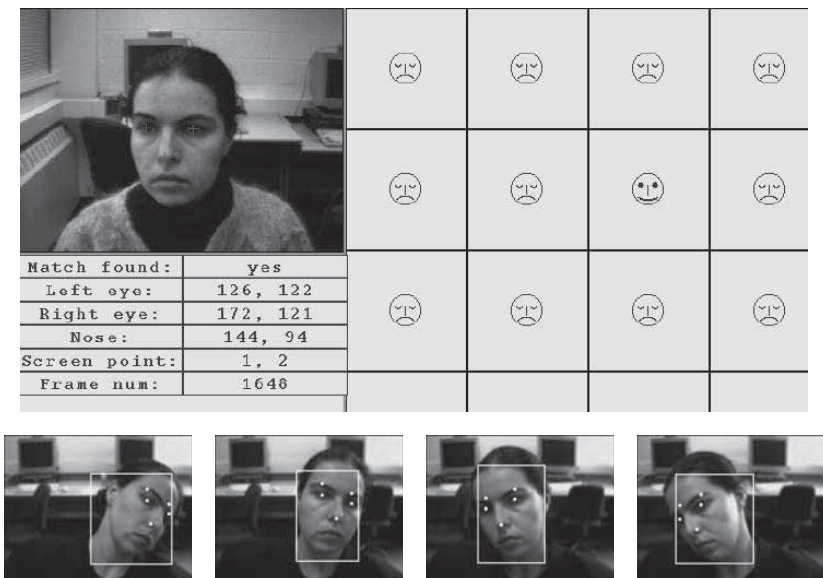 Match found: yes
Left eye: 126, 122
Right eye: 172, 121
Nose: 144, 94
Screen point: 1, 2
Frame num: 1648